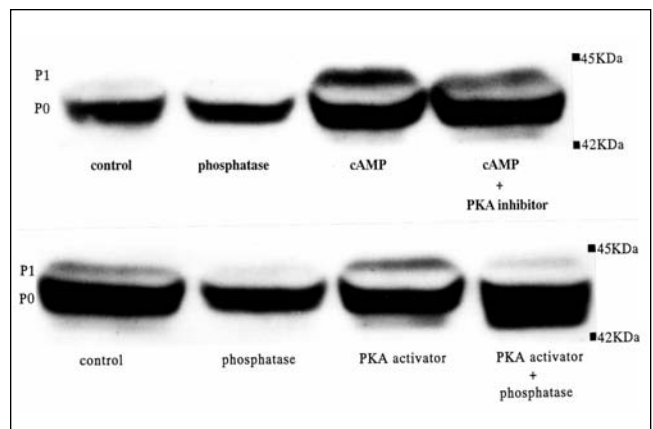 45KDa
P1
P0
42KDa
control phosphatase cAMP cAMP
+
PKA inhibitor
45KDa
P1
P0
42KDa
control phosphatase PKA activator PKA activator
+
phosphatase